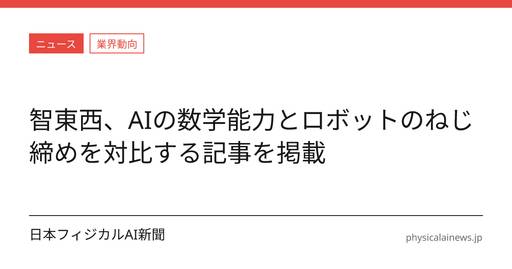 ニュース 業界動向
智東西、AIの数学能力とロボットのねじ
締めを対比する記事を掲載
日本フィジカルAI新聞
physicalainews.jp